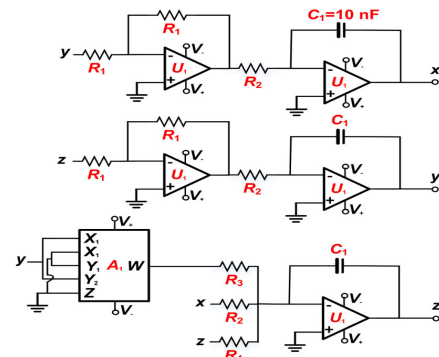 R₁
C₁=10 nF
y R₁ - U₁ + V₋ V₊ R₂ - U₁ + V₋ V₊ x
R₁
C₁
z R₁ - U₁ + V₋ V₊ R₂ - U₁ + V₋ V₊ y
V₊
X₁
X₁
y Y₁ A₁ W R₃ C₁
Y₂
Z
x R₂ - U₁ + V₋ V₊ z
V₋
z